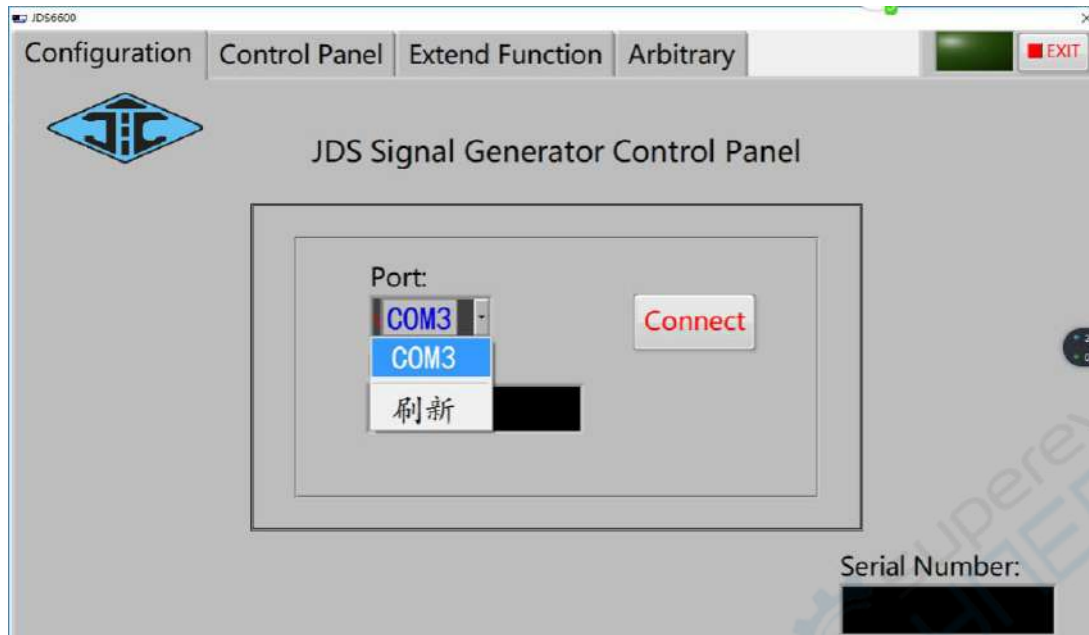 JDS6600
Configuration
Control Panel
Extend Function
Arbitrary
EXIT
JDS Signal Generator Control Panel
Port:
COM3
Connect
COM3
刷新
Serial Number: